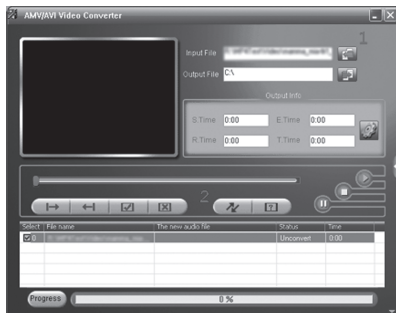 AMV/AVI Video Converter
1
Input File
Output File C:\
Output Info
S.Time 0:00 E.Time 0:00
R.Time 0:00 T.Time 0:00
2
Select File name The new audio file Status Time
0 Unconvert 0:00
Progress 0 %